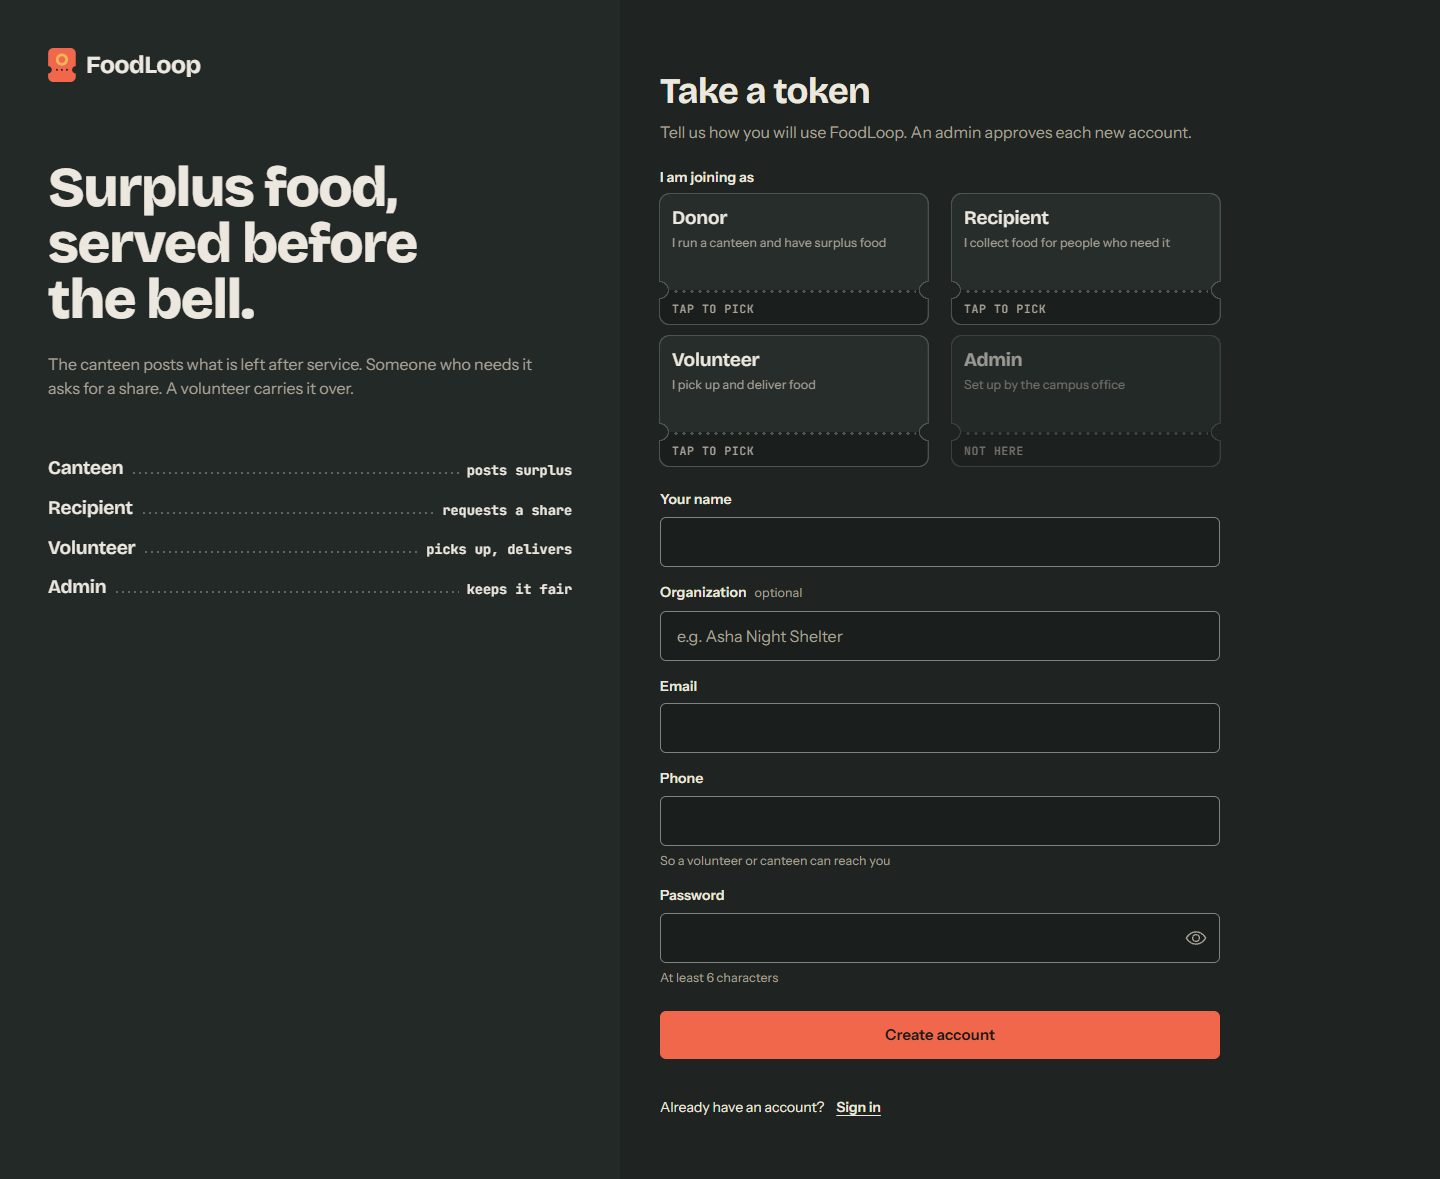 FoodLoop
Surplus food,
served before
the bell.
The canteen posts what is left after service. Someone who needs it
asks for a share. A volunteer carries it over.
Canteen posts surplus
Recipient requests a share
Volunteer picks up, delivers
Admin keeps it fair
Take a token
Tell us how you will use FoodLoop. An admin approves each new account.
I am joining as
Donor
I run a canteen and have surplus food
TAP TO PICK
Recipient
I collect food for people who need it
TAP TO PICK
Volunteer
I pick up and deliver food
TAP TO PICK
Admin
Set up by the campus office
NOT HERE
Your name
Organization optional
e.g. Asha Night Shelter
Email
Phone
So a volunteer or canteen can reach you
Password
At least 6 characters
Create account
Already have an account? Sign in